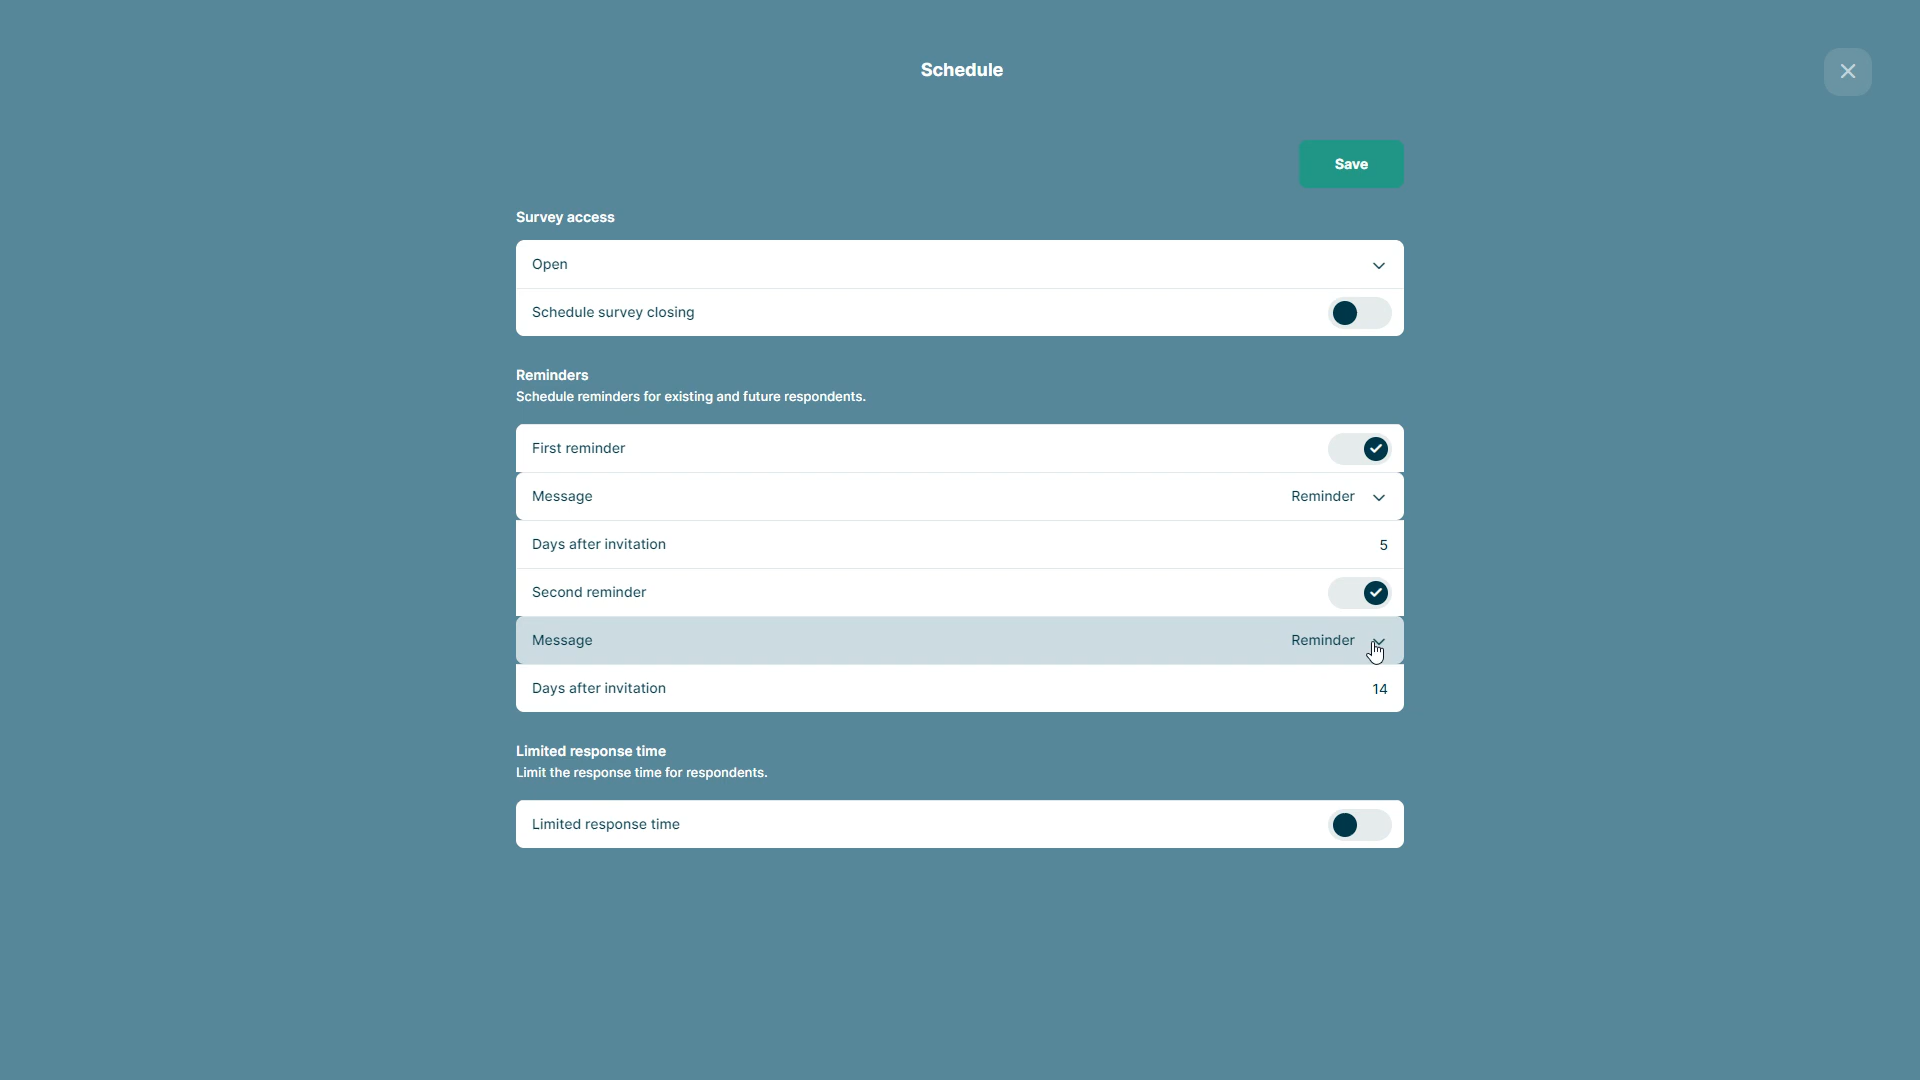 Schedule
Save
Survey access
Open
Schedule survey closing
Reminders
Schedule reminders for existing and future respondents.
First reminder
Message Reminder
Days after invitation 5
Second reminder
Message Reminder
Days after invitation 14
Limited response time
Limit the response time for respondents.
Limited response time